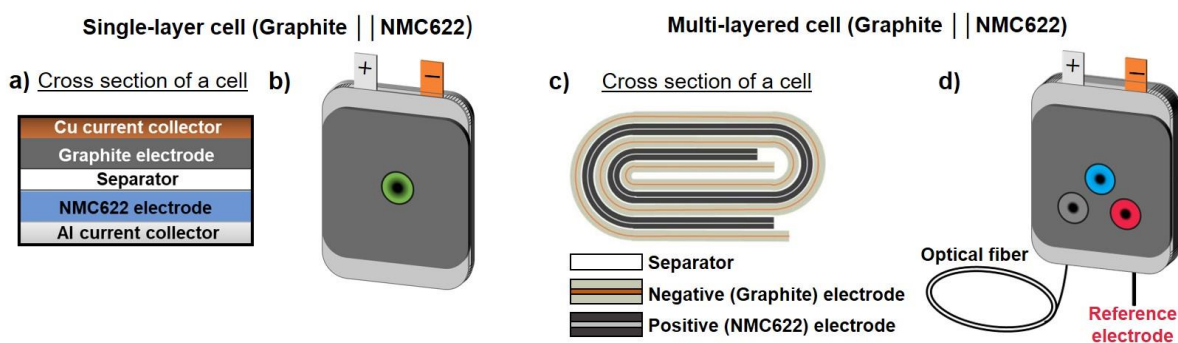 Single-layer cell (Graphite ││NMC622)
Multi-layered cell (Graphite ││NMC622)
a) Cross section of a cell
b)
+
−
Cu current collector
Graphite electrode
Separator
NMC622 electrode
Al current collector
c) Cross section of a cell
Separator
Negative (Graphite) electrode
Positive (NMC622) electrode
d)
+
−
Optical fiber
Reference
electrode